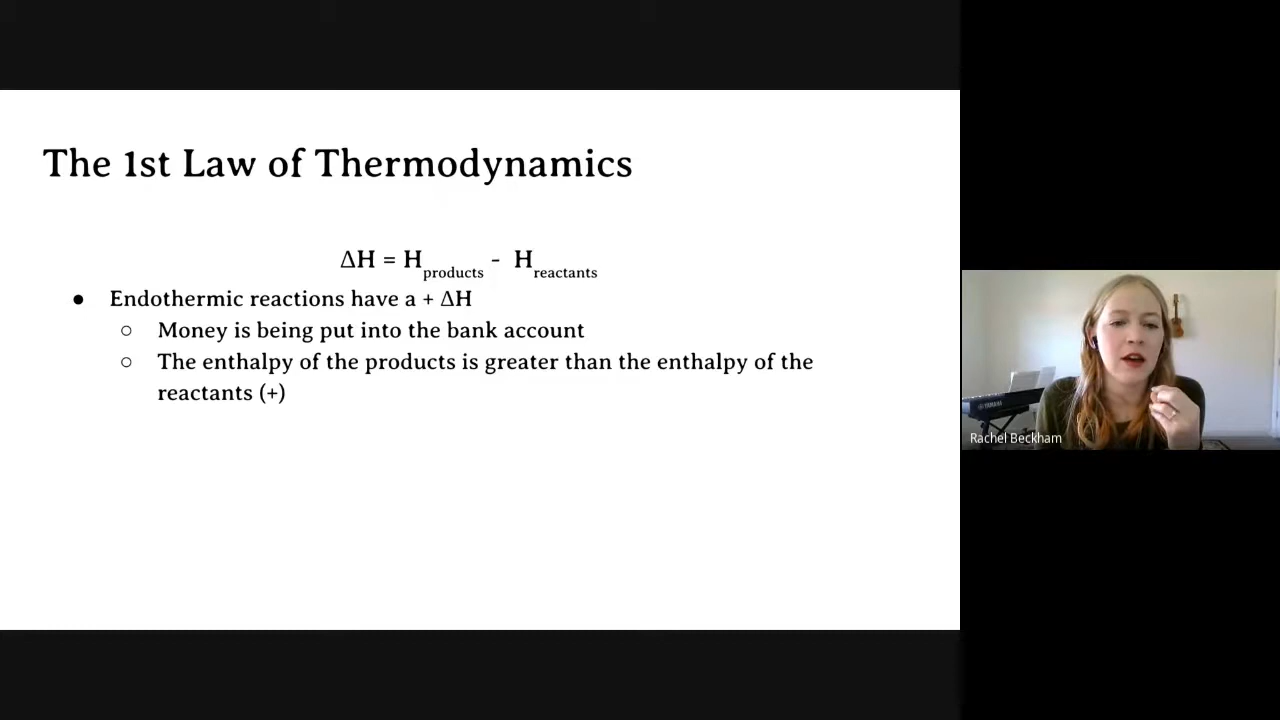 The 1st Law of Thermodynamics
ΔH = H products - H reactants
● Endothermic reactions have a + ΔH
○ Money is being put into the bank account
○ The enthalpy of the products is greater than the enthalpy of the
reactants (+)
YAMAHA
Rachel Beckham